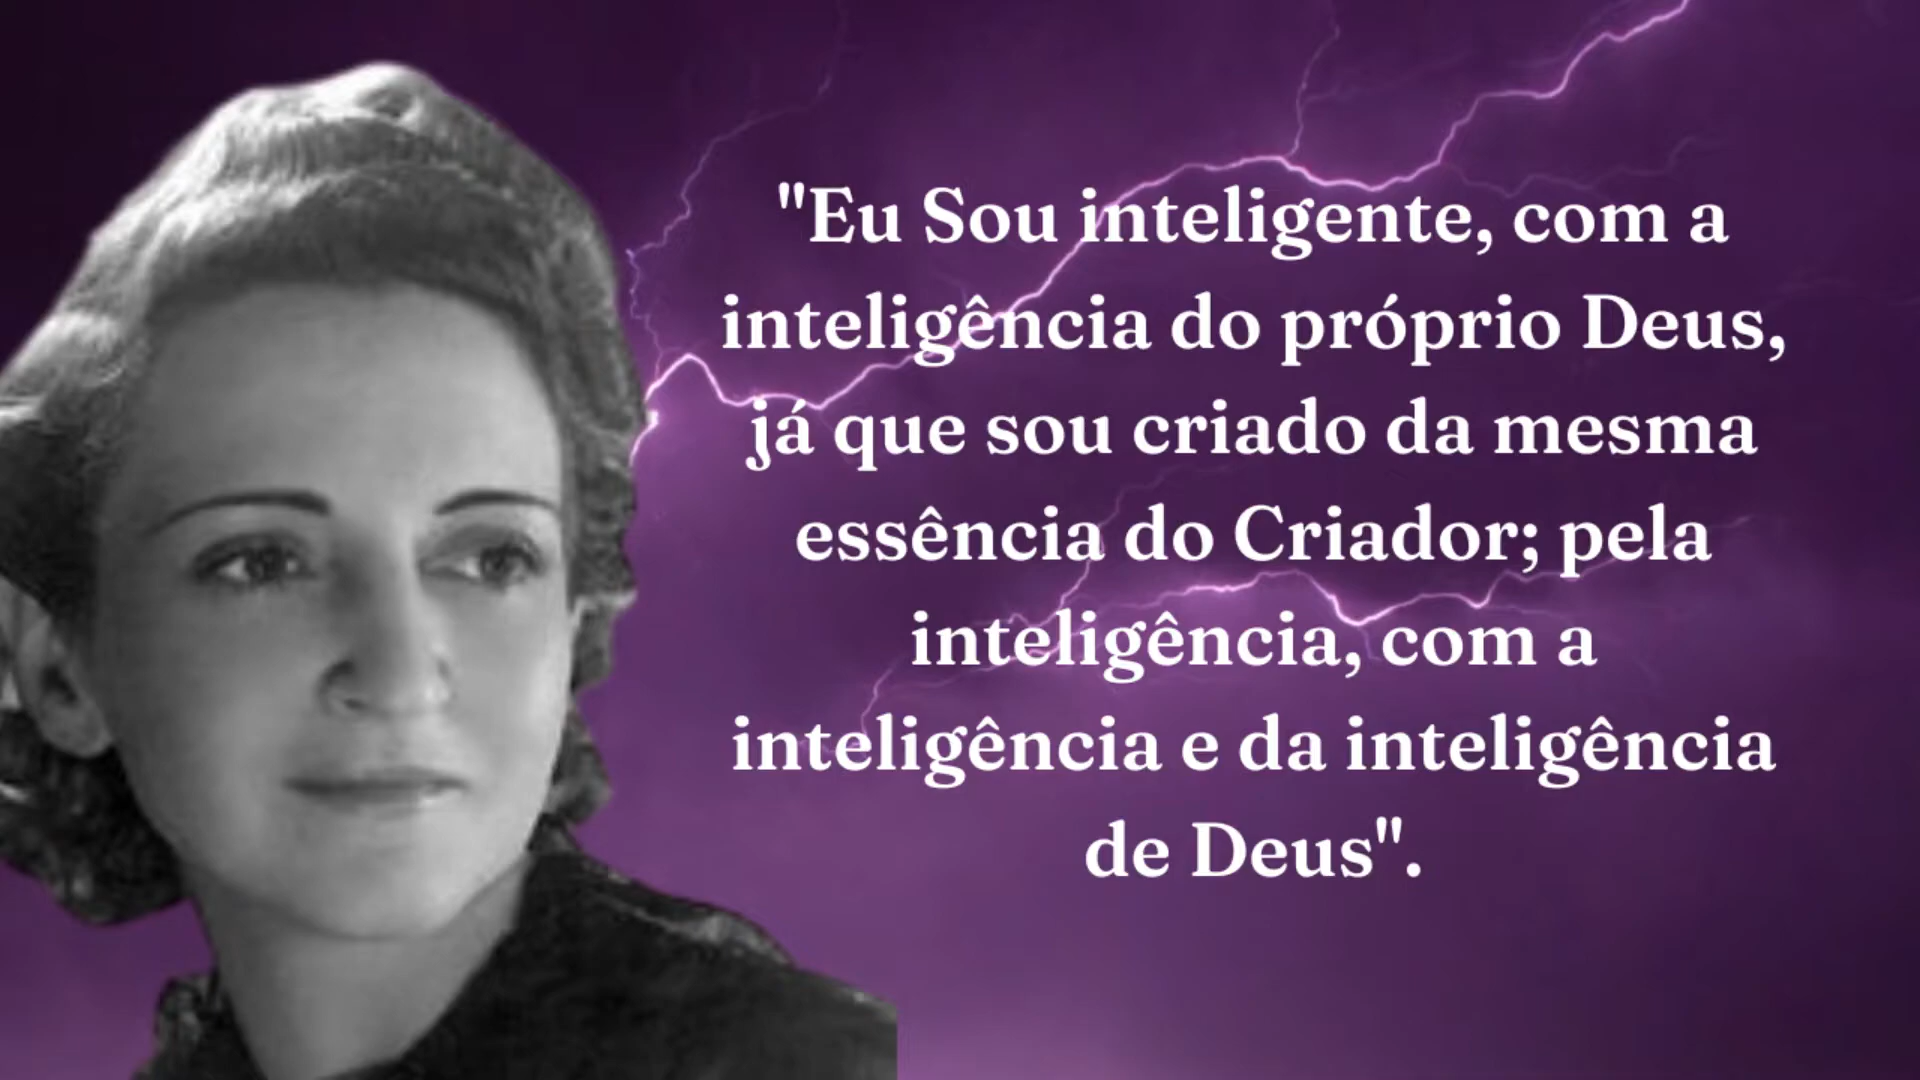 "Eu Sou inteligente, com a
inteligência do próprio Deus,
já que sou criado da mesma
essência do Criador; pela
inteligência, com a
inteligência e da inteligência
de Deus".